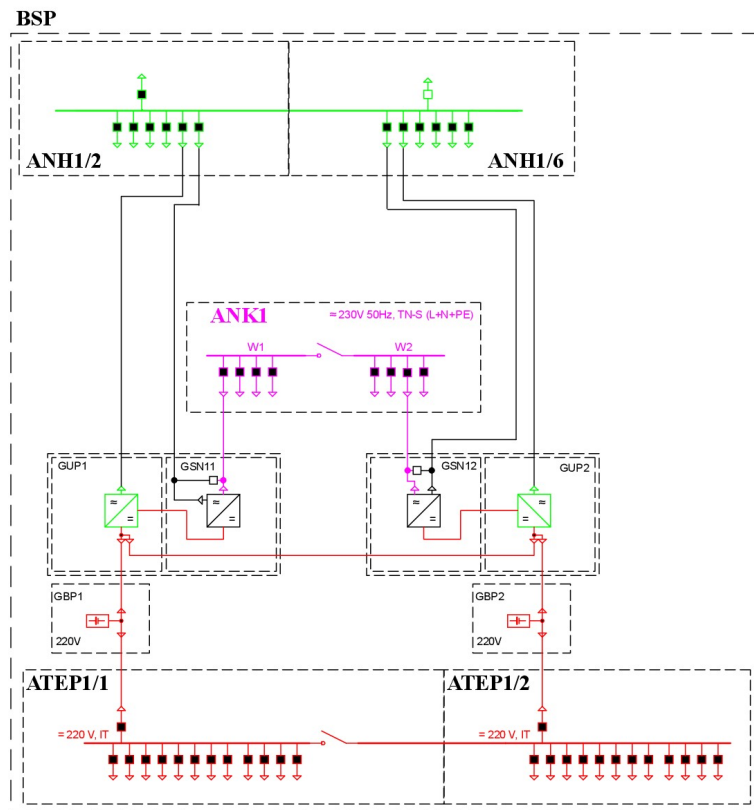 BSP
ANH1/2
ANH1/6
ANK1
≈ 230V 50Hz, TN-S (L+N+PE)
W1
W2
GUP1
GSN11
GSN12
GUP2
≈
=
≈
=
≈
=
≈
=
GBP1
220V
GBP2
220V
ATEP1/1
ATEP1/2
= 220 V, IT
= 220 V, IT